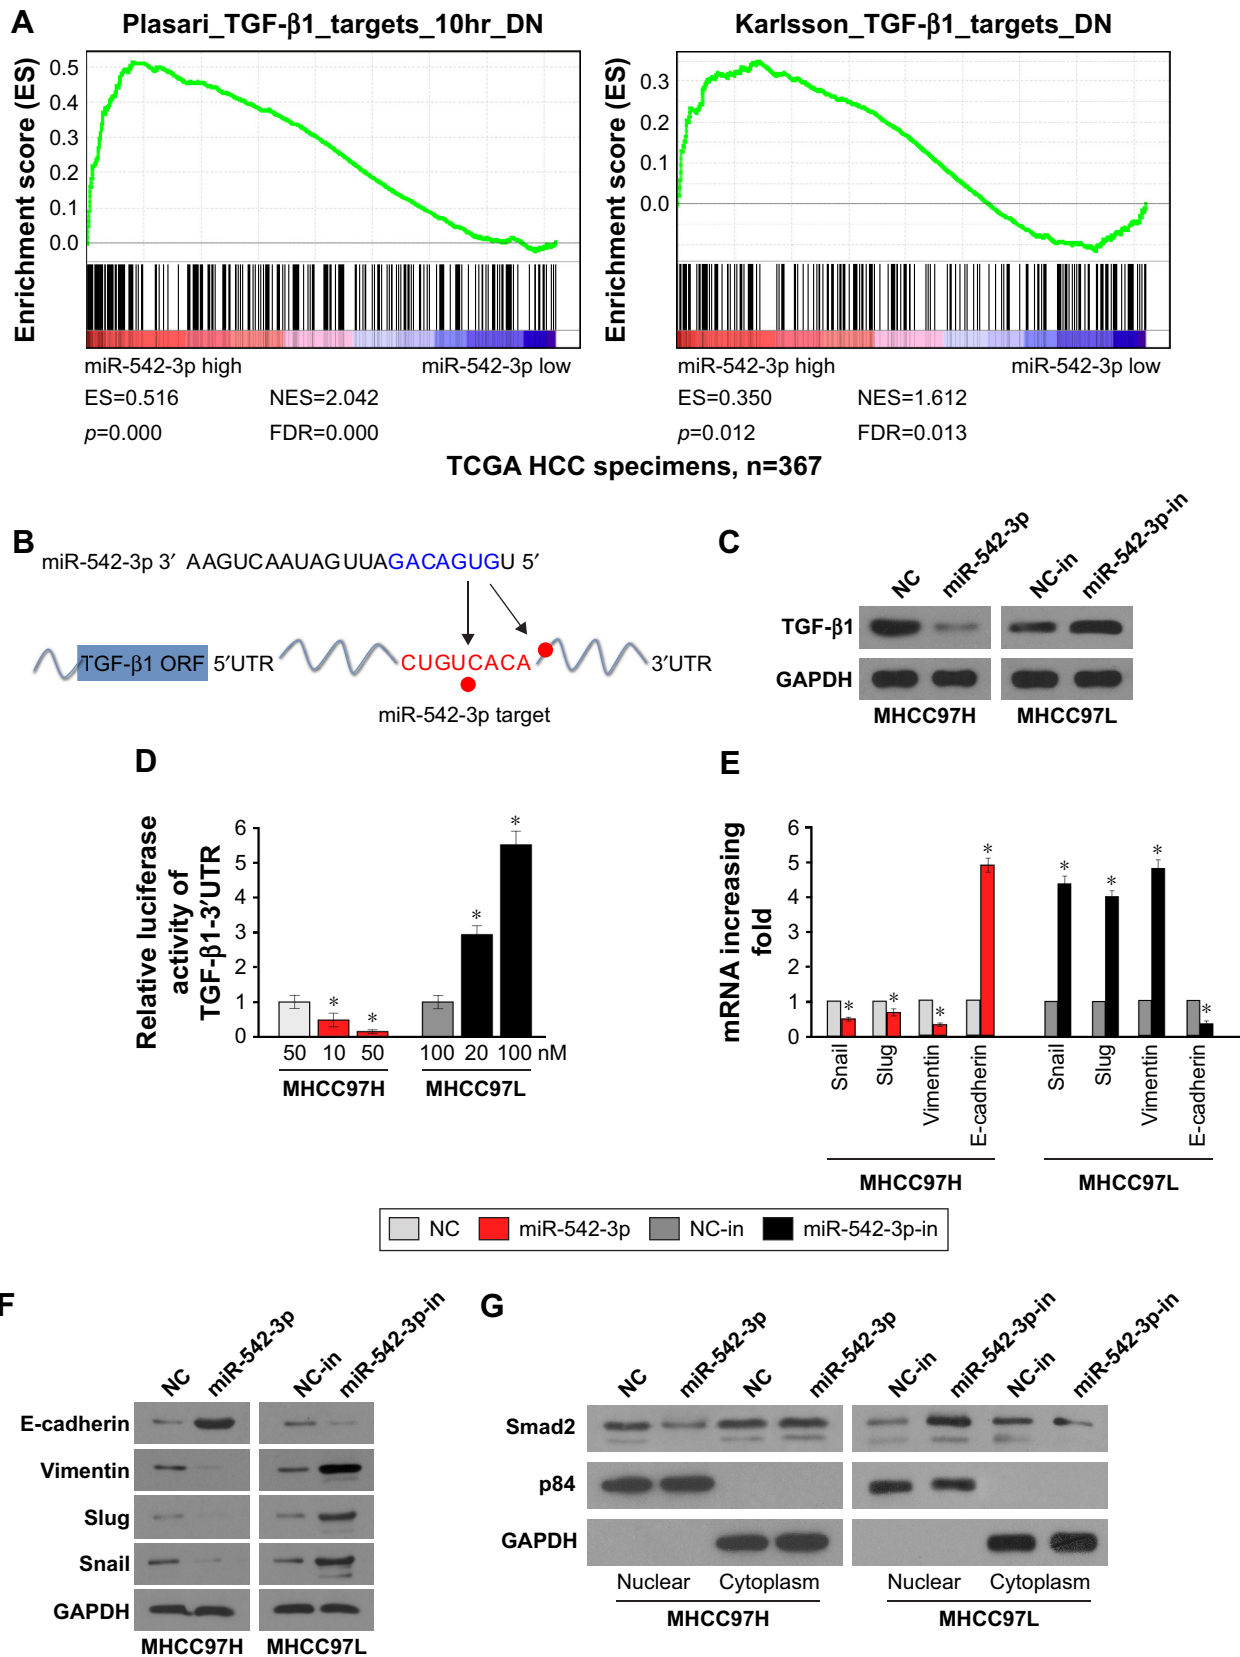 A
Plasari_TGF-β1_targets_10hr_DN
Karlsson_TGF-β1_targets_DN
Enrichment score (ES)
0.5
0.4
0.3
0.2
0.1
0.0
Enrichment score (ES)
0.3
0.2
0.1
0.0
miR-542-3p high
miR-542-3p low
miR-542-3p high
miR-542-3p low
ES=0.516
NES=2.042
ES=0.350
NES=1.612
p=0.000
FDR=0.000
p=0.012
FDR=0.013
TCGA HCC specimens, n=367
B
miR-542-3p 3′ AAGUCAAUAGUUAGACAGUGU 5′
TGF-β1 ORF
5′UTR
CUGUCACA
3′UTR
miR-542-3p target
C
NC
miR-542-3p
NC-in
miR-542-3p-in
TGF-β1
GAPDH
MHCC97H
MHCC97L
D
Relative luciferase
activity of
TGF-β1-3′UTR
6
5
4
3
2
1
0
*
*
*
*
50
10
50
100
20
100 nM
MHCC97H
MHCC97L
E
mRNA increasing
fold
6
5
4
3
2
1
0
*
*
*
*
*
*
*
*
Snail
Slug
Vimentin
E-cadherin
Snail
Slug
Vimentin
E-cadherin
MHCC97H
MHCC97L
NC
miR-542-3p
NC-in
miR-542-3p-in
F
NC
miR-542-3p
NC-in
miR-542-3p-in
E-cadherin
Vimentin
Slug
Snail
GAPDH
MHCC97H
MHCC97L
G
NC
miR-542-3p
NC
miR-542-3p
NC-in
miR-542-3p-in
NC-in
miR-542-3p-in
Smad2
p84
GAPDH
Nuclear
Cytoplasm
Nuclear
Cytoplasm
MHCC97H
MHCC97L